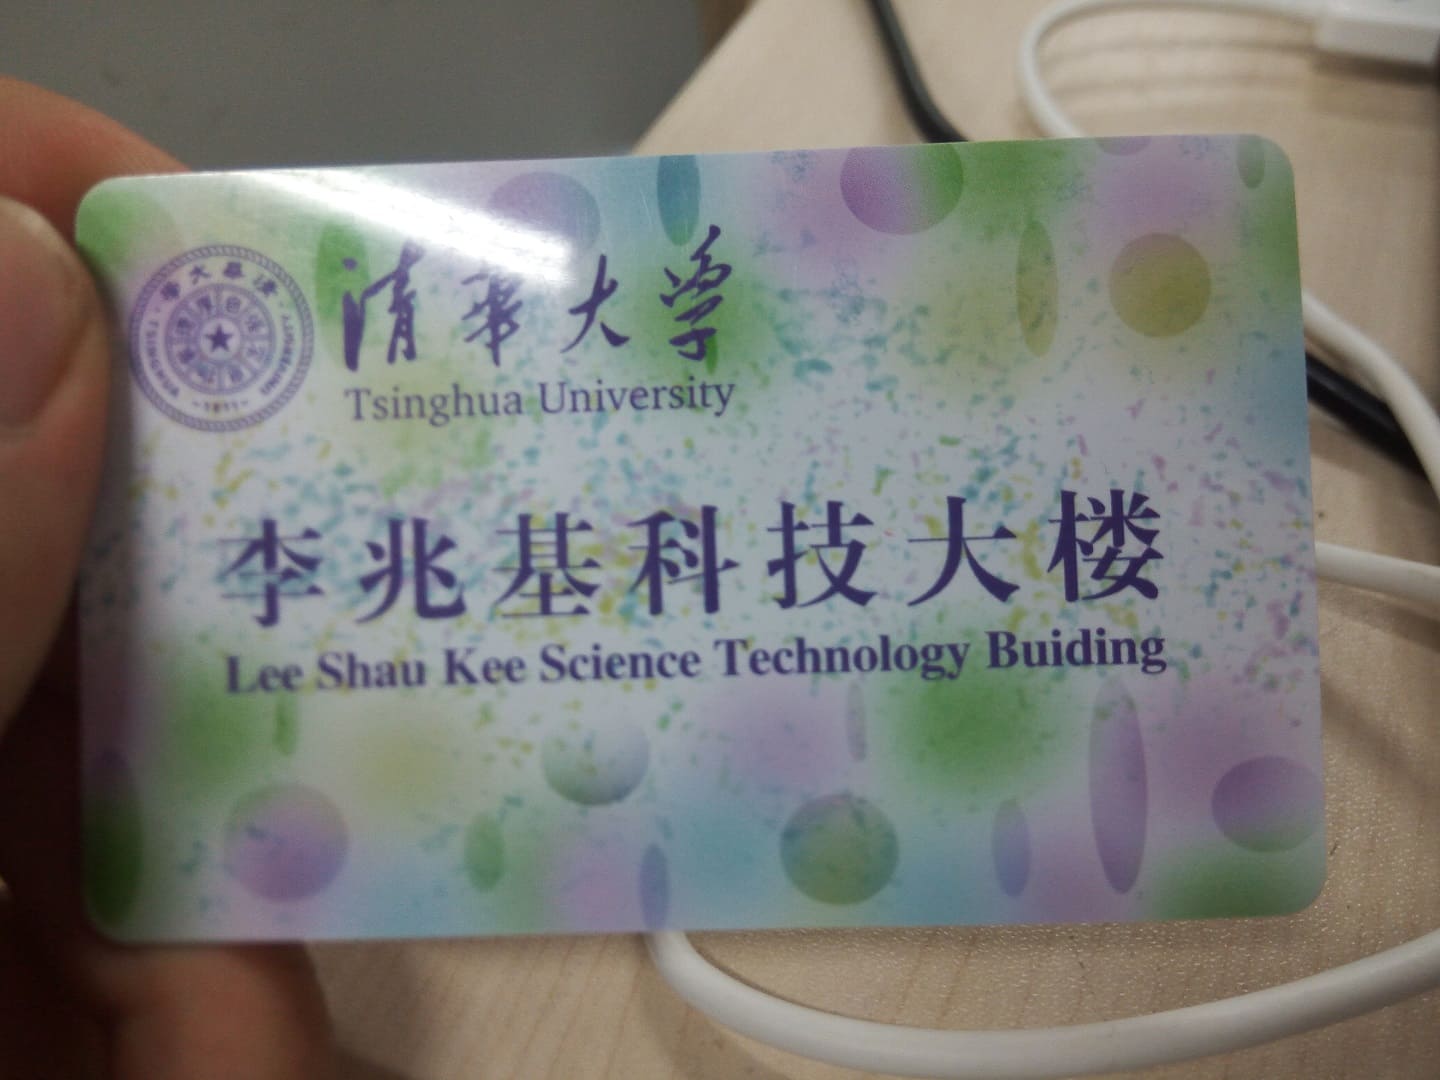 清华大学
Tsinghua University
李兆基科技大楼
Lee Shau Kee Science Technology Buiding
·1911·